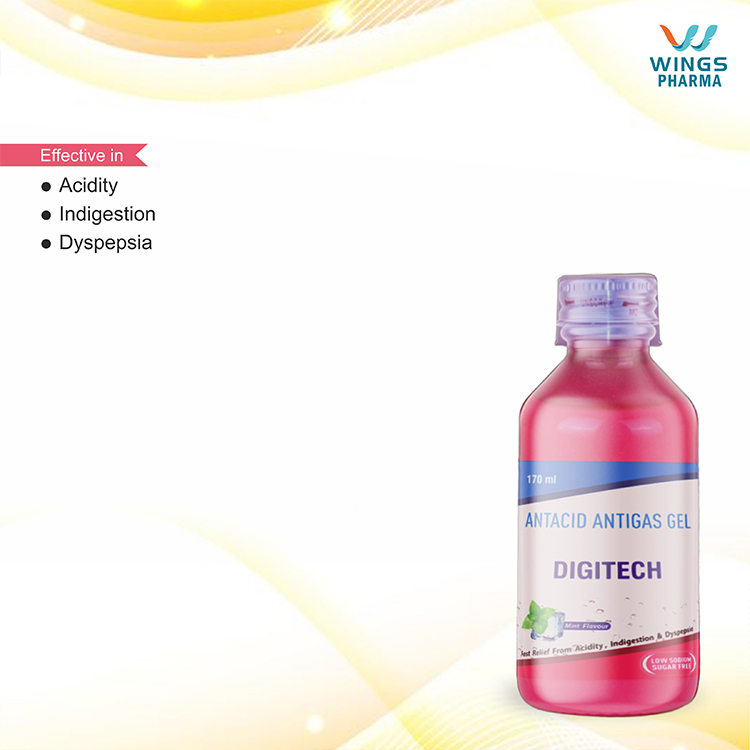 WINGS
PHARMA
Effective in
● Acidity
● Indigestion
● Dyspepsia
170 ml
ANTACID ANTIGAS GEL
DIGITECH
Mint Flavour
Fast Relief From Acidity, Indigestion & Dyspepsia
LOW SODIUM
SUGAR FREE